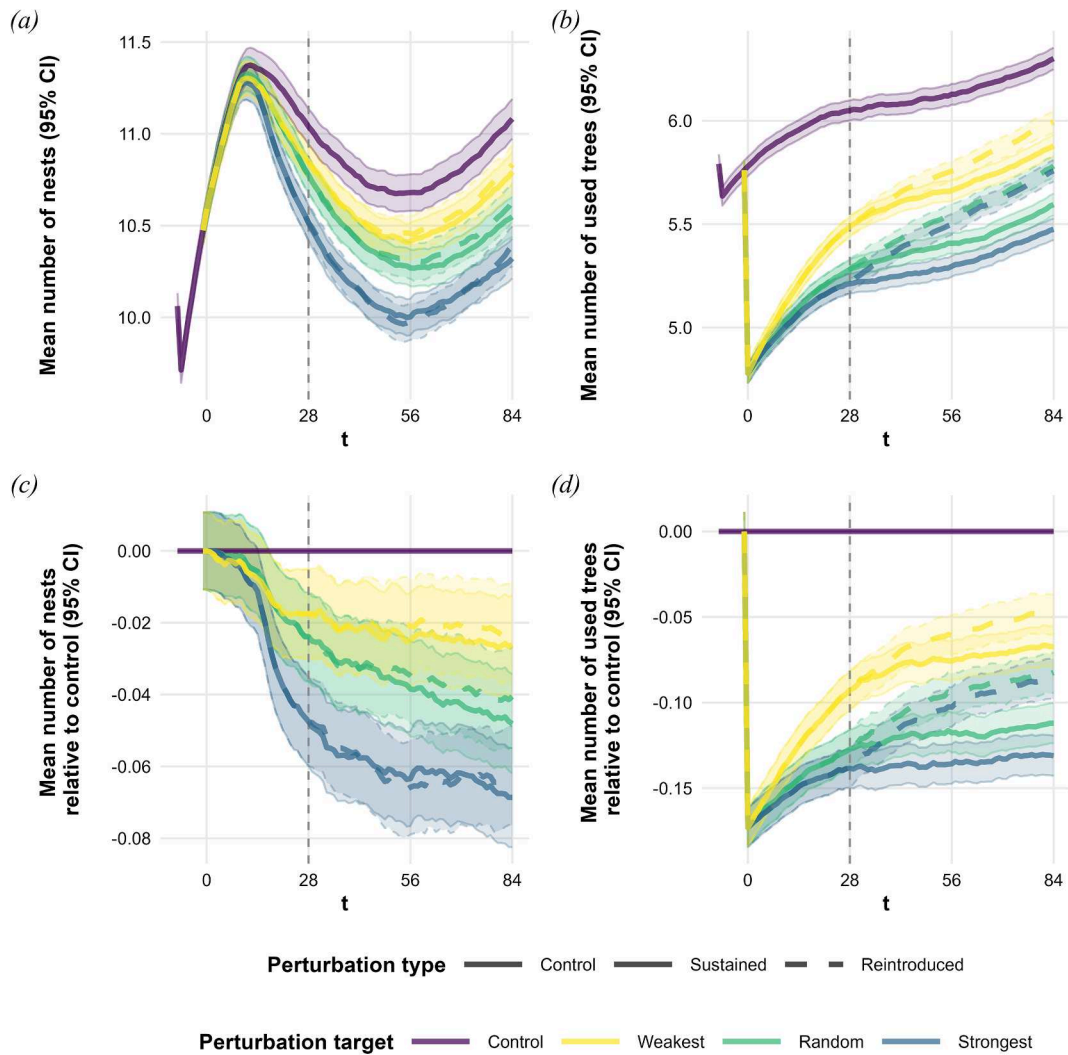 (a)
Mean number of nests (95% CI)
11.5
11.0
10.5
10.0
0 28 56 84
t
(b)
Mean number of used trees (95% CI)
6.0
5.5
5.0
0 28 56 84
t
(c)
Mean number of nests
relative to control (95% CI)
0.00
-0.02
-0.04
-0.06
-0.08
0 28 56 84
t
(d)
Mean number of used trees
relative to control (95% CI)
0.00
-0.05
-0.10
-0.15
0 28 56 84
t
Perturbation type Control Sustained Reintroduced
Perturbation target Control Weakest Random Strongest